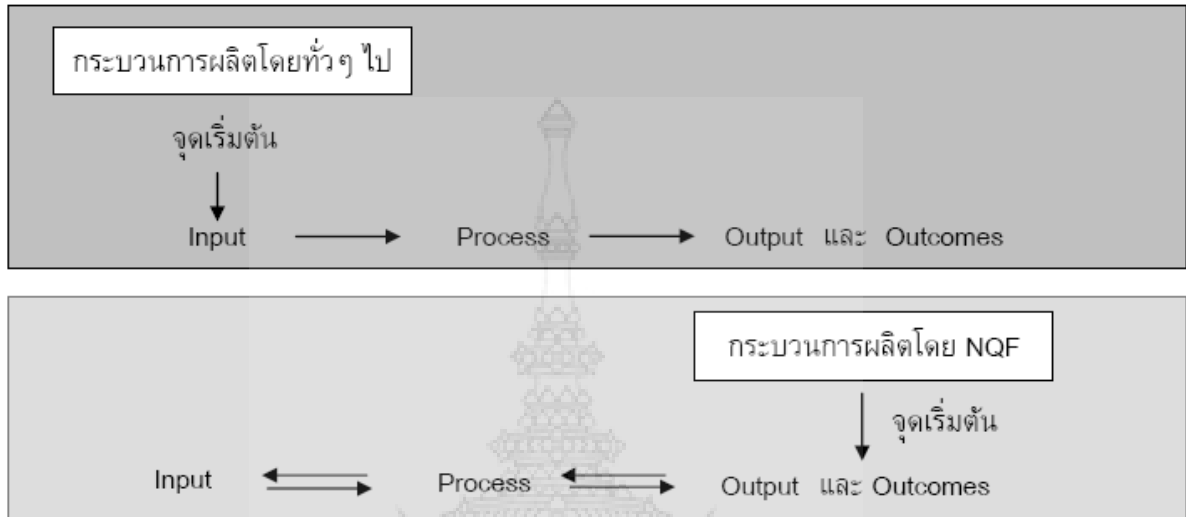 กระบวนการผลิตโดยทั่วๆ ไป
จุดเริ่มต้น
Input Process Output และ Outcomes
กระบวนการผลิตโดย NQF
จุดเริ่มต้น
Input Process Output และ Outcomes